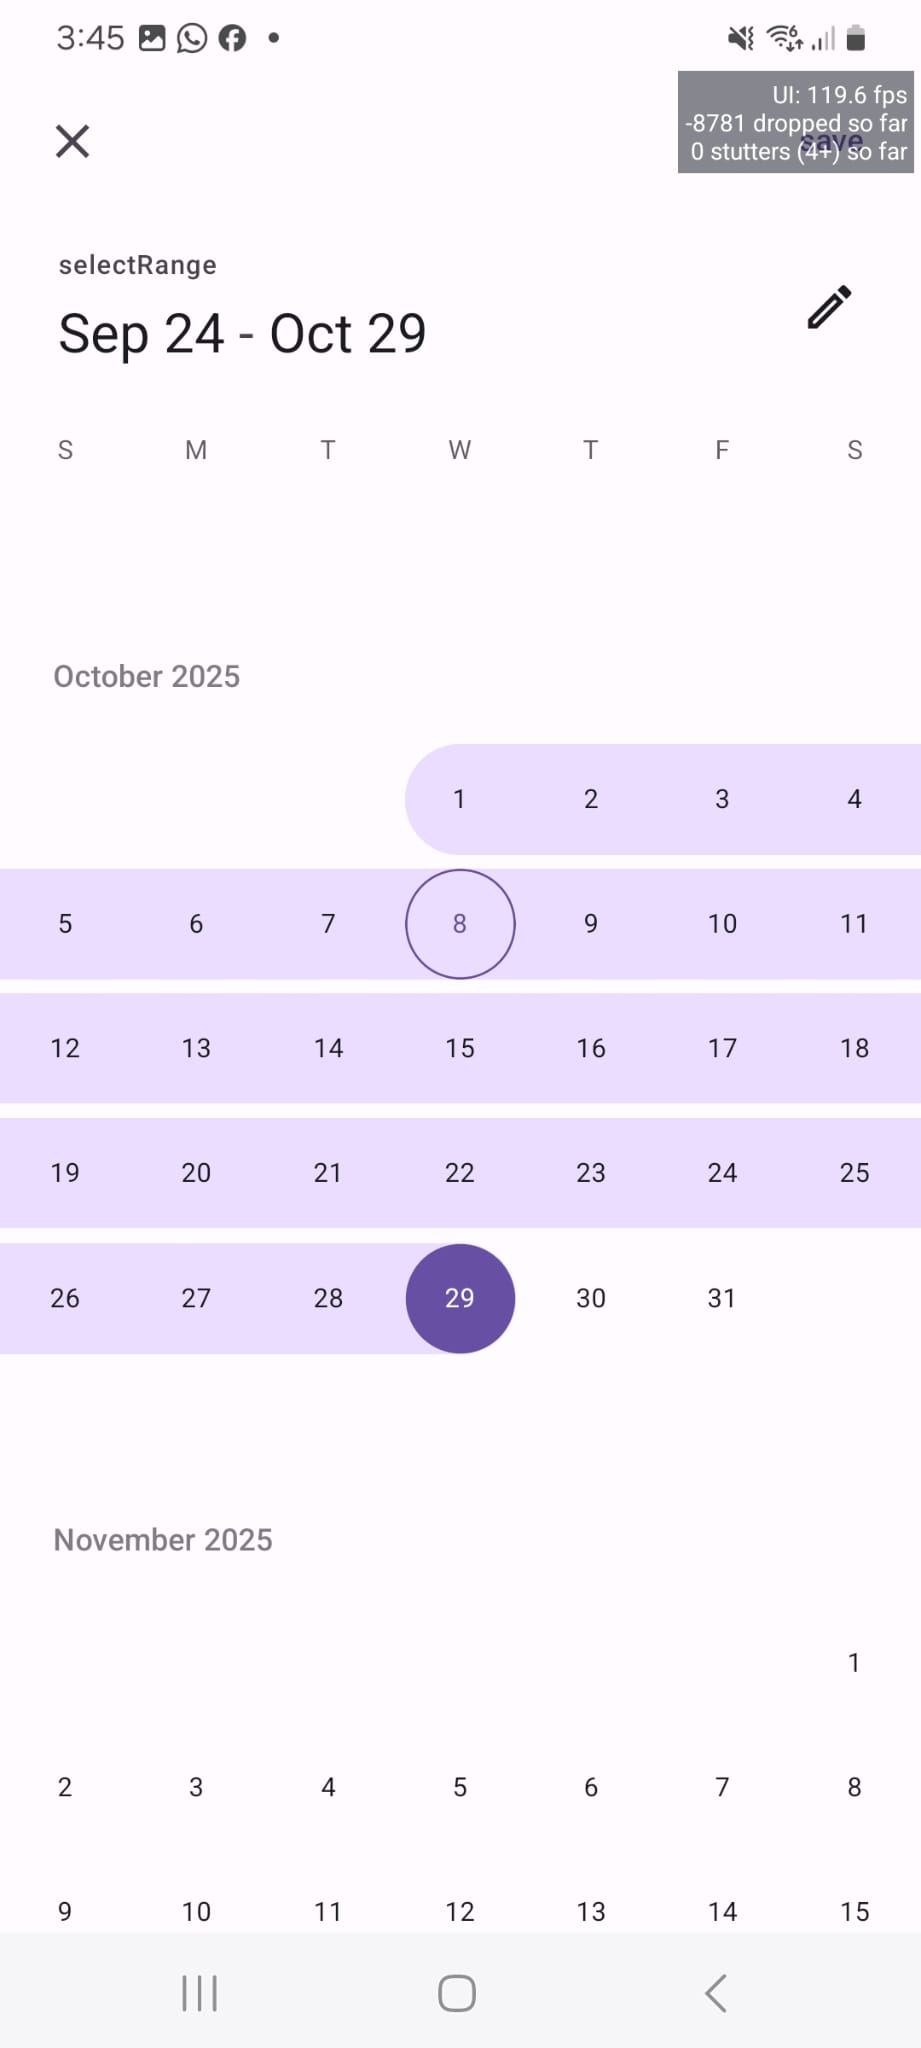 3:45
UI: 119.6 fps
-8781 dropped so far
save
0 stutters (4+) so far
selectRange
Sep 24 - Oct 29
S M T W T F S
October 2025
1 2 3 4
5 6 7 8 9 10 11
12 13 14 15 16 17 18
19 20 21 22 23 24 25
26 27 28 29 30 31
November 2025
1
2 3 4 5 6 7 8
9 10 11 12 13 14 15